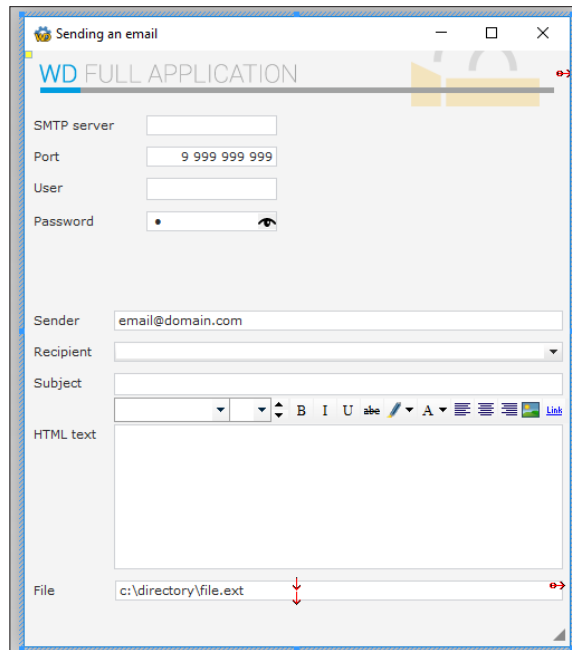 Sending an email
WD FULL APPLICATION
SMTP server
Port 9 999 999 999
User
Password
Sender email@domain.com
Recipient
Subject
B I U abc A Link
HTML text
File c:\directory\file.ext